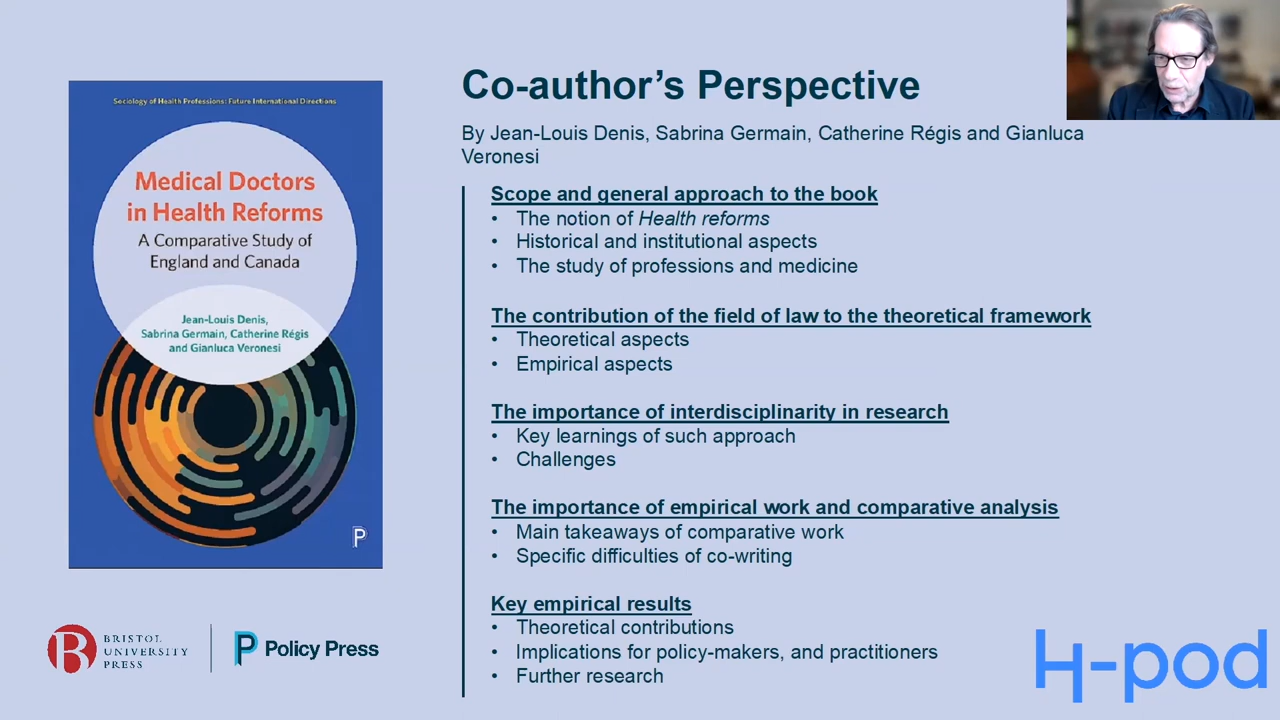 Sociology of Health Professions: Future International Directions
Medical Doctors
in Health Reforms
A Comparative Study of
England and Canada
Jean-Louis Denis,
Sabrina Germain, Catherine Régis
and Gianluca Veronesi
P
B BRISTOL
UNIVERSITY
PRESS
P Policy Press
Co-author’s Perspective
By Jean-Louis Denis, Sabrina Germain, Catherine Régis and Gianluca
Veronesi
Scope and general approach to the book
• The notion of Health reforms
• Historical and institutional aspects
• The study of professions and medicine
The contribution of the field of law to the theoretical framework
• Theoretical aspects
• Empirical aspects
The importance of interdisciplinarity in research
• Key learnings of such approach
• Challenges
The importance of empirical work and comparative analysis
• Main takeaways of comparative work
• Specific difficulties of co-writing
Key empirical results
• Theoretical contributions
• Implications for policy-makers, and practitioners
• Further research
H-pod